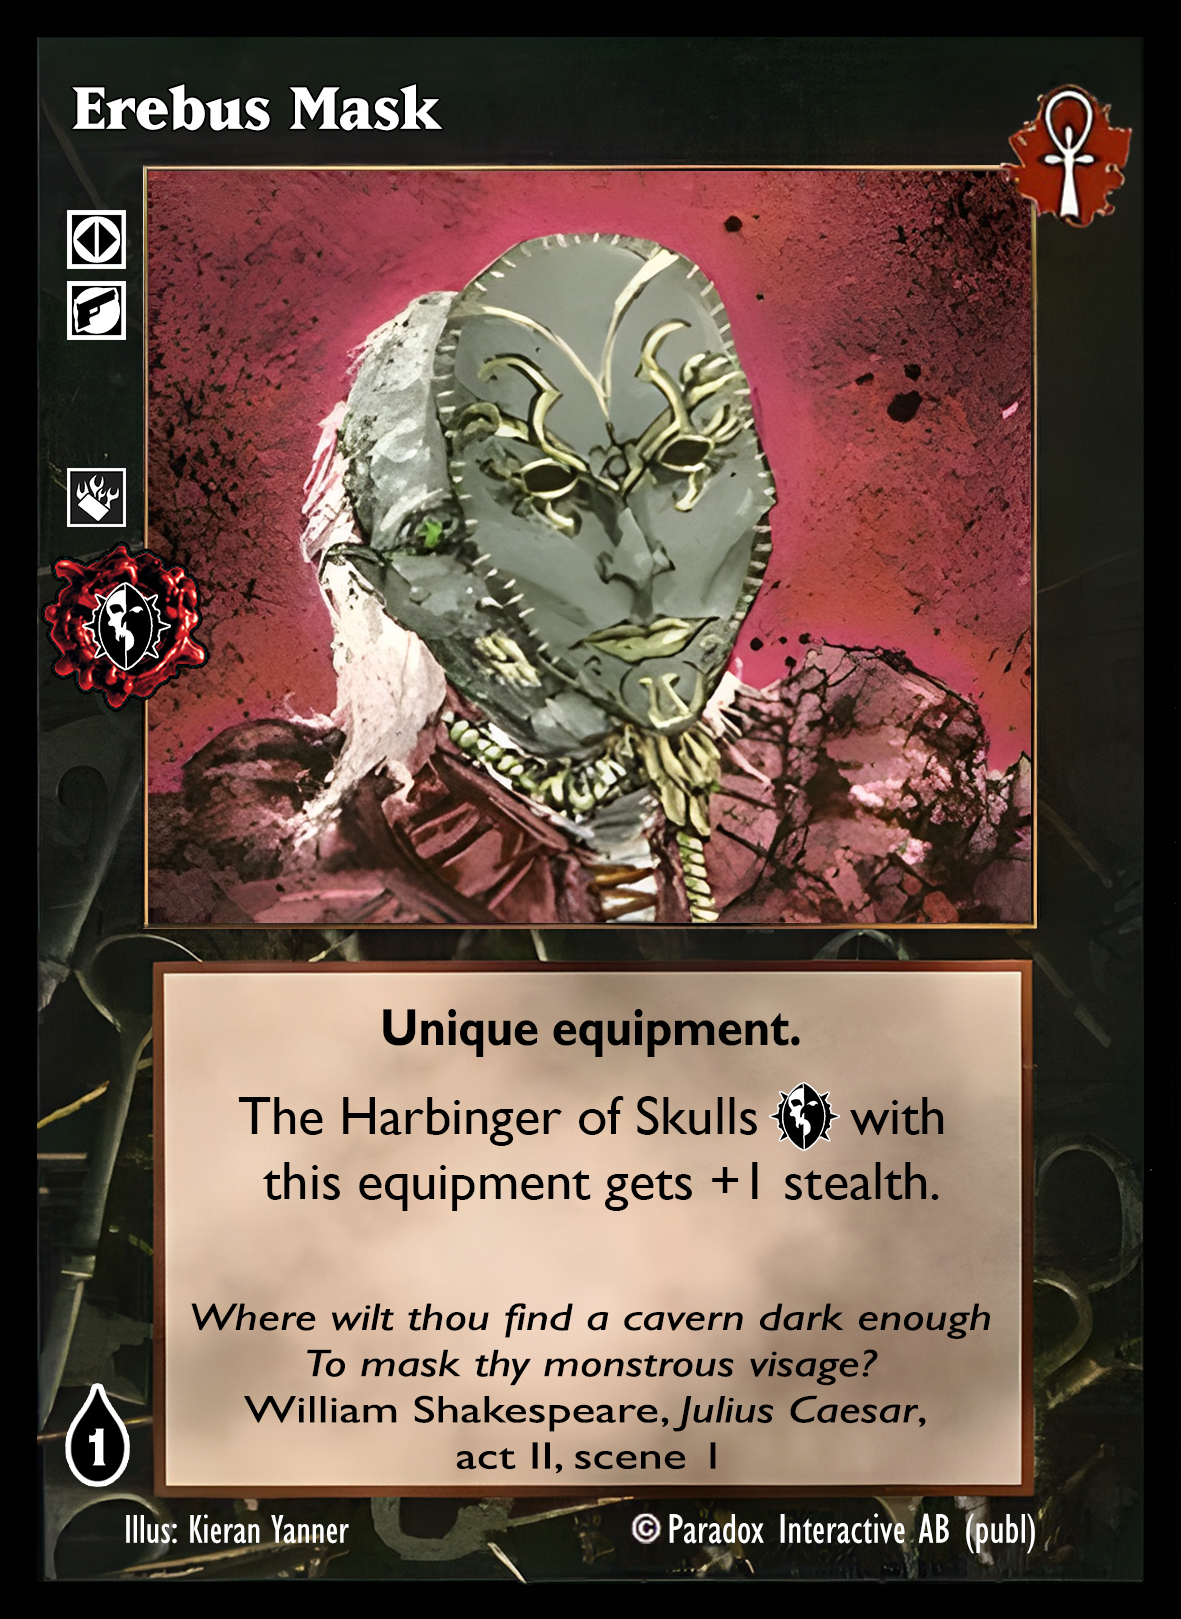 Erebus Mask
Unique equipment.
The Harbinger of Skulls with
this equipment gets +1 stealth.
Where wilt thou find a cavern dark enough
To mask thy monstrous visage?
William Shakespeare, Julius Caesar,
act II, scene 1
1
Illus: Kieran Yanner
© Paradox Interactive AB (publ)